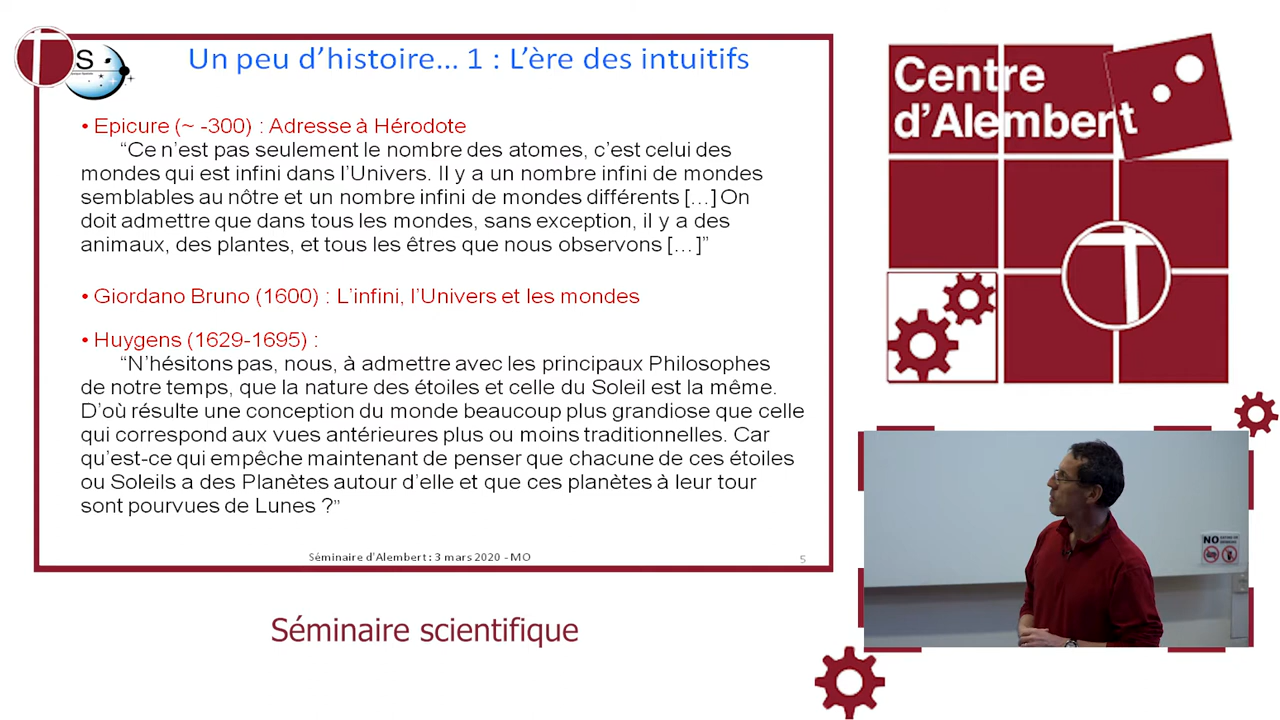 Un peu d’histoire… 1 : L’ère des intuitifs
S
• Epicure (~ -300) : Adresse à Hérodote
“Ce n’est pas seulement le nombre des atomes, c’est celui des
mondes qui est infini dans l’Univers. Il y a un nombre infini de mondes
semblables au nôtre et un nombre infini de mondes différents […] On
doit admettre que dans tous les mondes, sans exception, il y a des
animaux, des plantes, et tous les êtres que nous observons […]”
• Giordano Bruno (1600) : L’infini, l’Univers et les mondes
• Huygens (1629-1695) :
“N’hésitons pas, nous, à admettre avec les principaux Philosophes
de notre temps, que la nature des étoiles et celle du Soleil est la même.
D’où résulte une conception du monde beaucoup plus grandiose que celle
qui correspond aux vues antérieures plus ou moins traditionnelles. Car
qu’est-ce qui empêche maintenant de penser que chacune de ces étoiles
ou Soleils a des Planètes autour d’elle et que ces planètes à leur tour
sont pourvues de Lunes ?”
Séminaire d’Alembert : 3 mars 2020 - MO
5
Séminaire scientifique
Centre
d’Alembert
NO